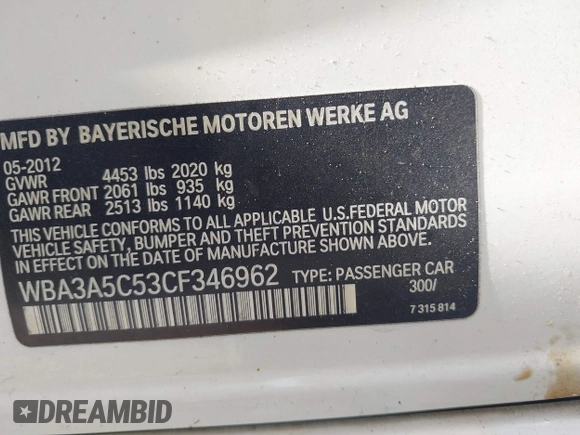 MFD BY BAYERISCHE MOTOREN WERKE AG
05-2012
GVWR 4453 lbs 2020 kg
GAWR FRONT 2061 lbs 935 kg
GAWR REAR 2513 lbs 1140 kg
THIS VEHICLE CONFORMS TO ALL APPLICABLE U.S.FEDERAL MOTOR
VEHICLE SAFETY, BUMPER AND THEFT PREVENTION STANDARDS
IN EFFECT ON THE DATE OF MANUFACTURE SHOWN ABOVE.
WBA3A5C53CF346962 TYPE: PASSENGER CAR
300/
7 315 814
DREAMBID